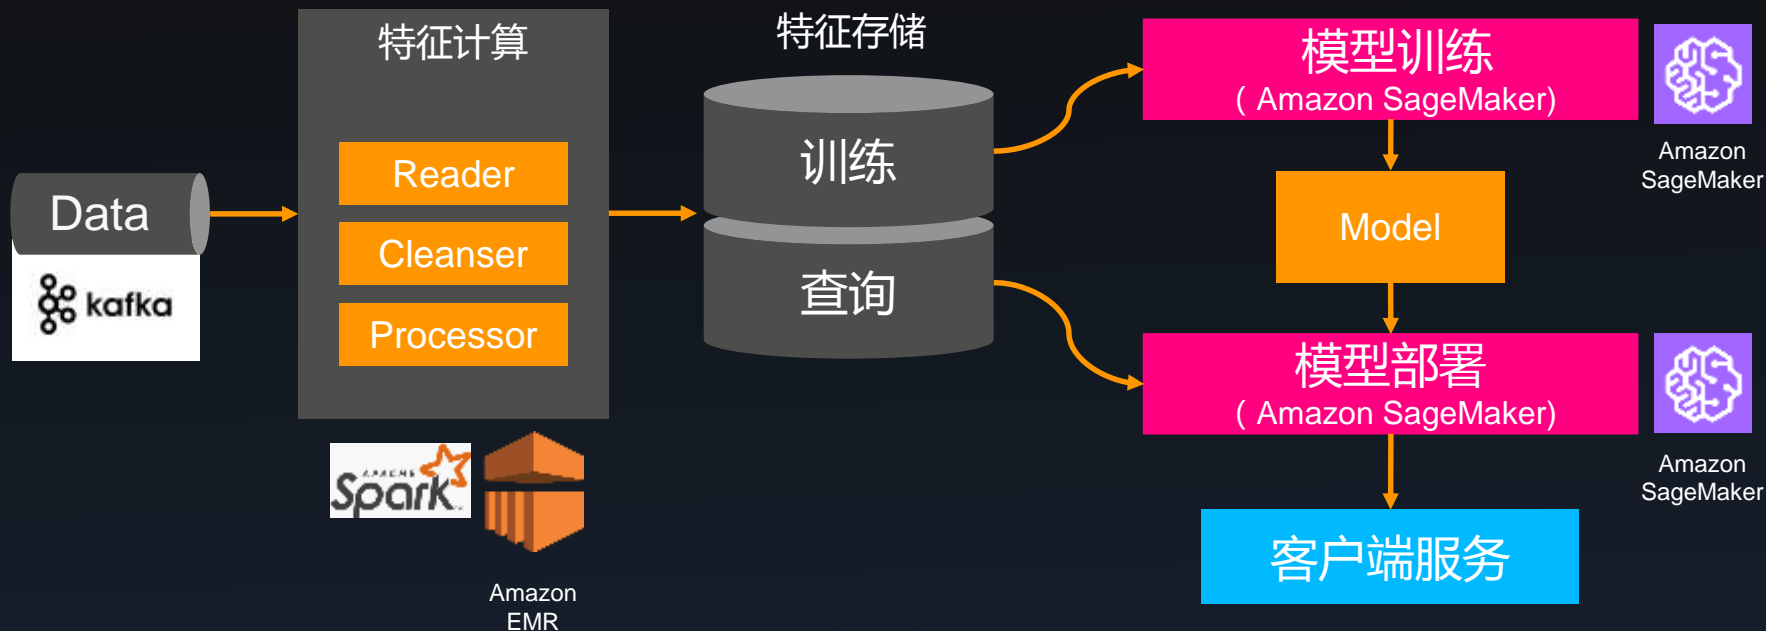 Data
kafka
特征计算
Reader
Cleanser
Processor
APACHE
Spark
Amazon
EMR
特征存储
训练
查询
模型训练
( Amazon SageMaker)
Amazon
SageMaker
Model
模型部署
( Amazon SageMaker)
Amazon
SageMaker
客户端服务